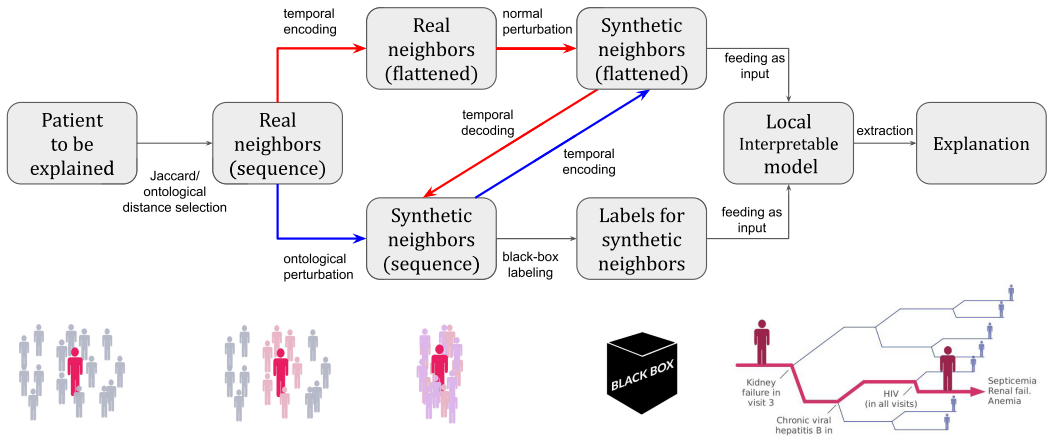 temporal
encoding
Real
neighbors
(flattened)
normal
perturbation
Synthetic
neighbors
(flattened)
feeding as
input
Patient
to be
explained
Jaccard/
ontological
distance selection
Real
neighbors
(sequence)
temporal
decoding
temporal
encoding
Local
Interpretable
model
extraction
Explanation
ontological
perturbation
Synthetic
neighbors
(sequence)
black-box
labeling
Labels for
synthetic
neighbors
feeding as
input
BLACK BOX
Kidney
failure in
visit 3
Chronic viral
hepatitis B in
HIV
(in all visits)
Septicemia
Renal fail.
Anemia